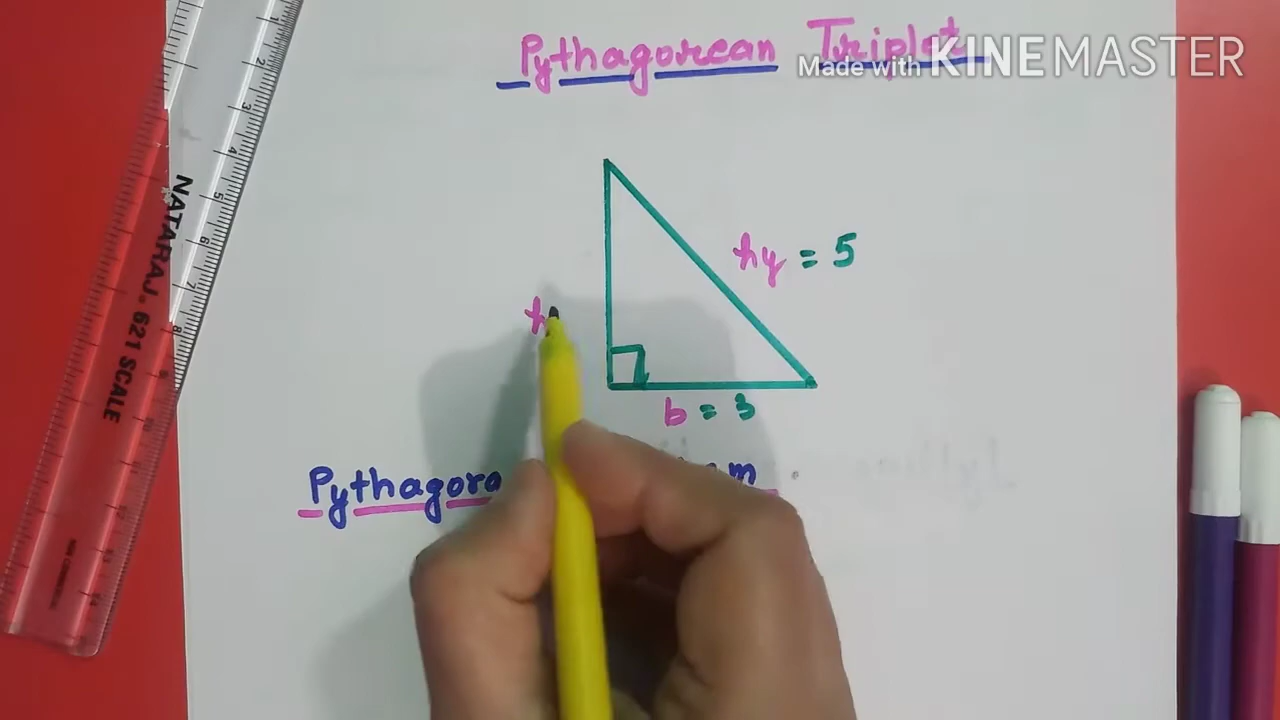 Pythagorean Triplet
Made with KINEMASTER
hy = 5
b = 3
NATARAJ. 621 SCALE